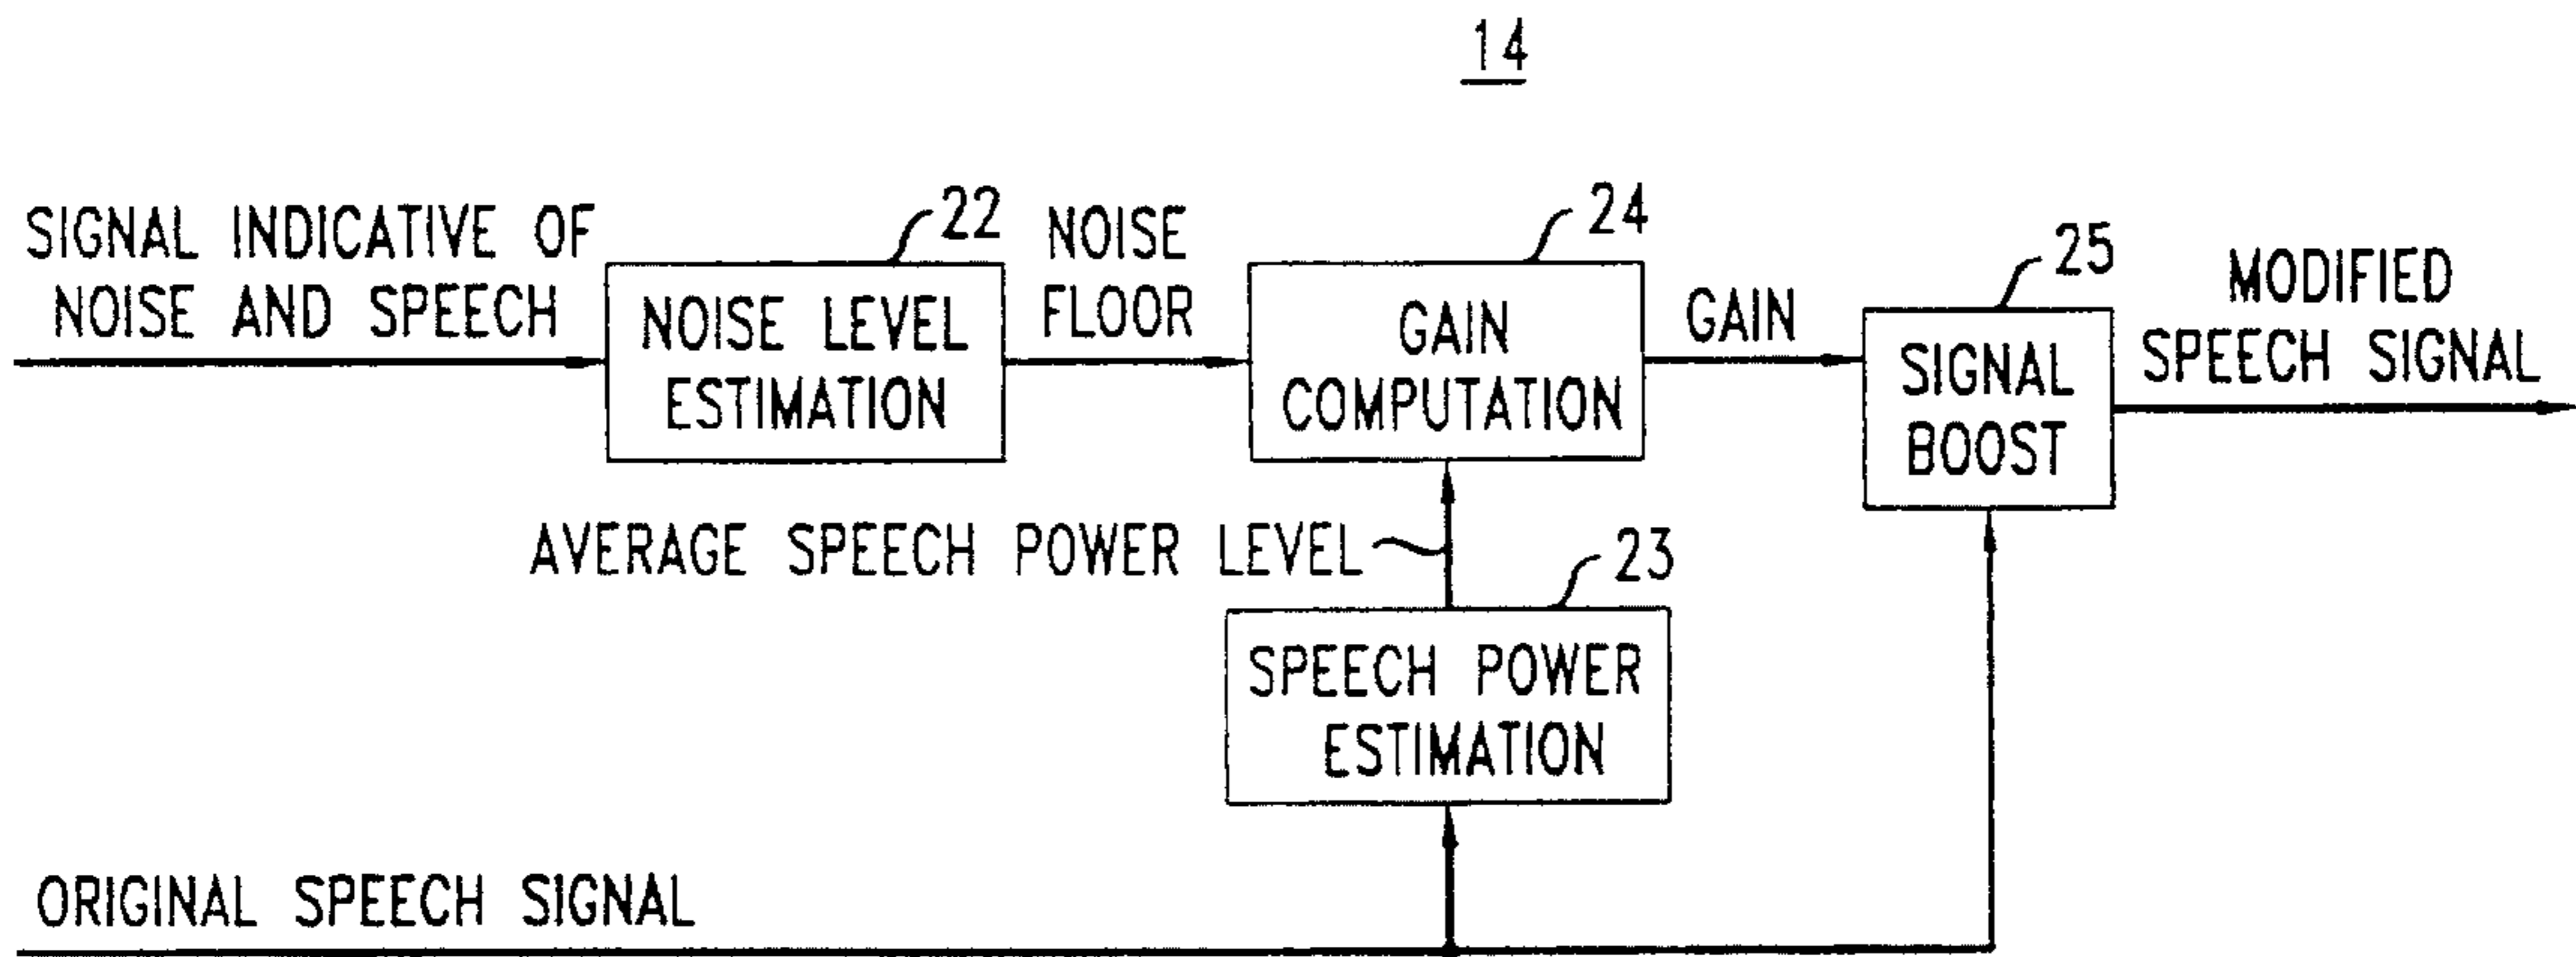 14
SIGNAL INDICATIVE OF
NOISE AND SPEECH
22
NOISE LEVEL
ESTIMATION
NOISE
FLOOR
24
GAIN
COMPUTATION
GAIN
25
SIGNAL
BOOST
MODIFIED
SPEECH SIGNAL
AVERAGE SPEECH POWER LEVEL
23
SPEECH POWER
ESTIMATION
ORIGINAL SPEECH SIGNAL